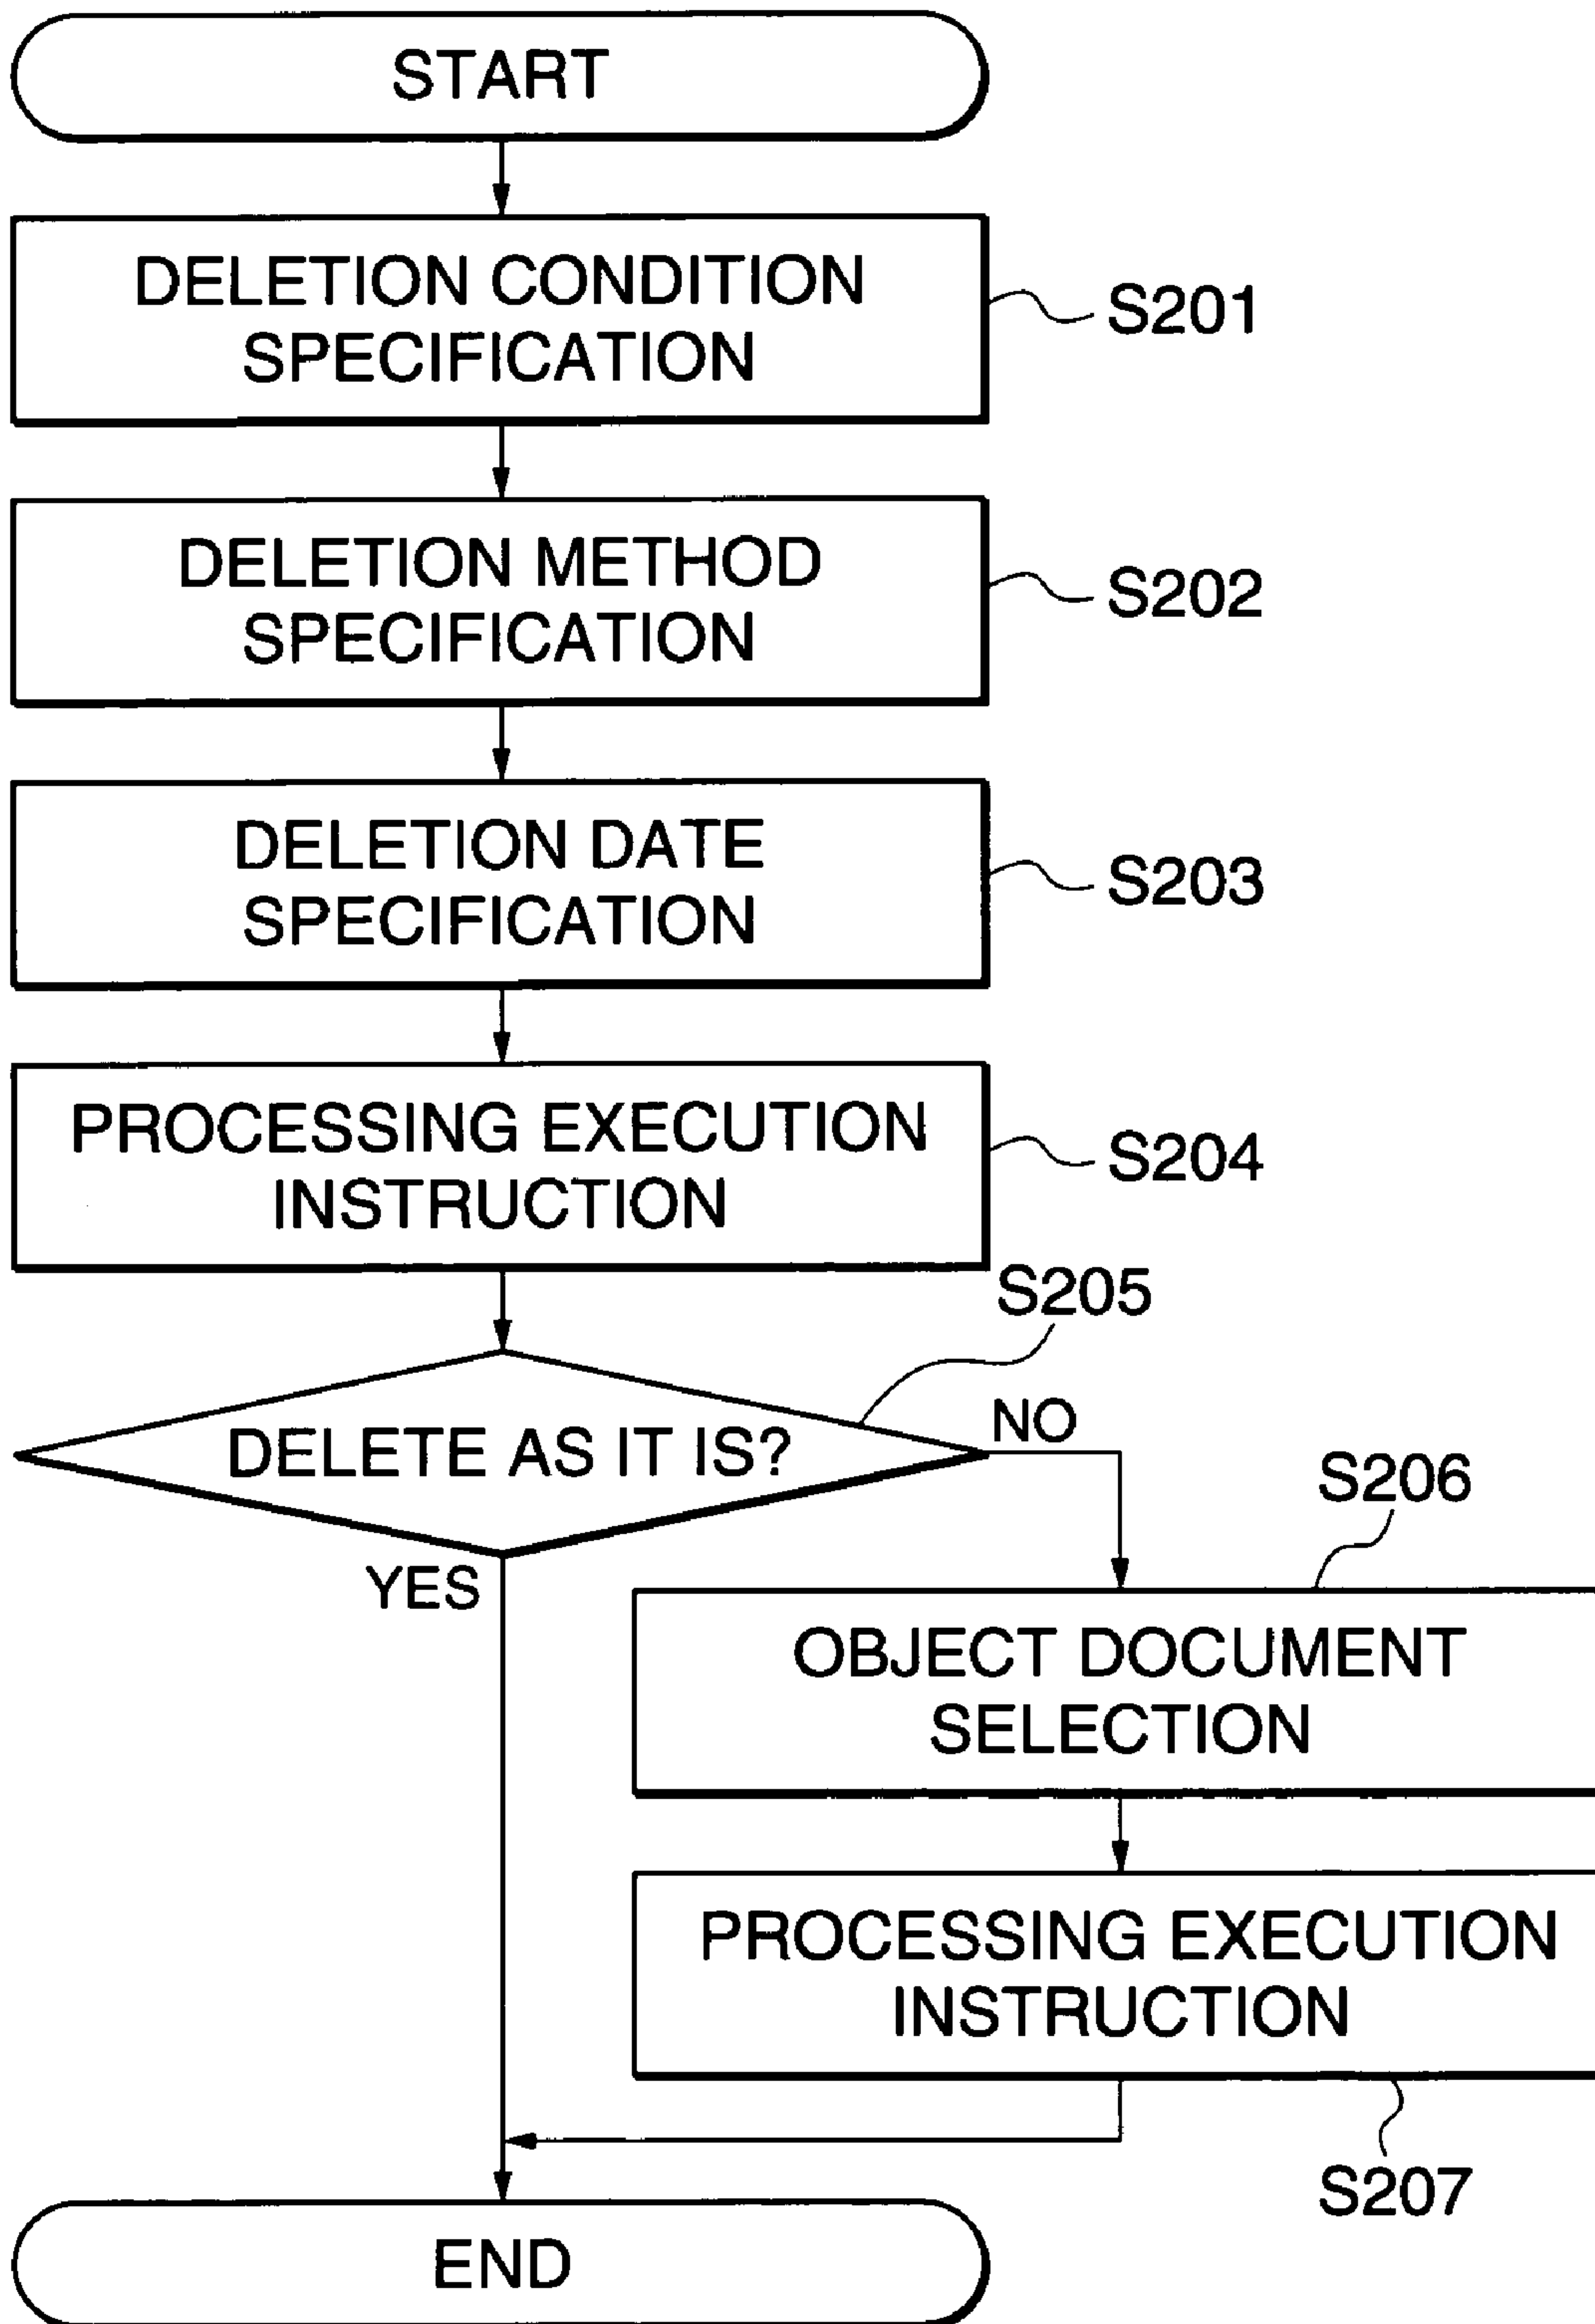 START
DELETION CONDITION
SPECIFICATION
S201
DELETION METHOD
SPECIFICATION
S202
DELETION DATE
SPECIFICATION
S203
PROCESSING EXECUTION
INSTRUCTION
S204
S205
DELETE AS IT IS?
NO
YES
S206
OBJECT DOCUMENT
SELECTION
PROCESSING EXECUTION
INSTRUCTION
S207
END